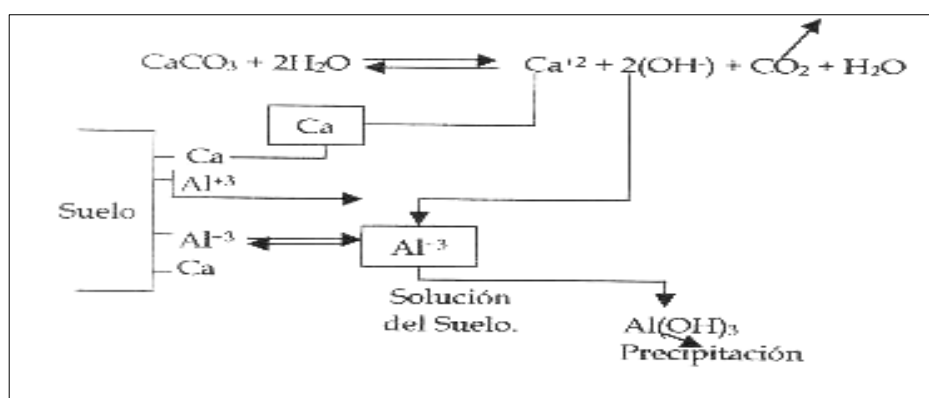 CaCO₃ + 2H₂O ⇌ Ca⁺² + 2(OH-) + CO₂ + H₂O
Ca
Ca
Al⁺³
Suelo
Al⁻³
Al⁻³
Ca
Solución
del Suelo.
Al(OH)₃
Precipitación